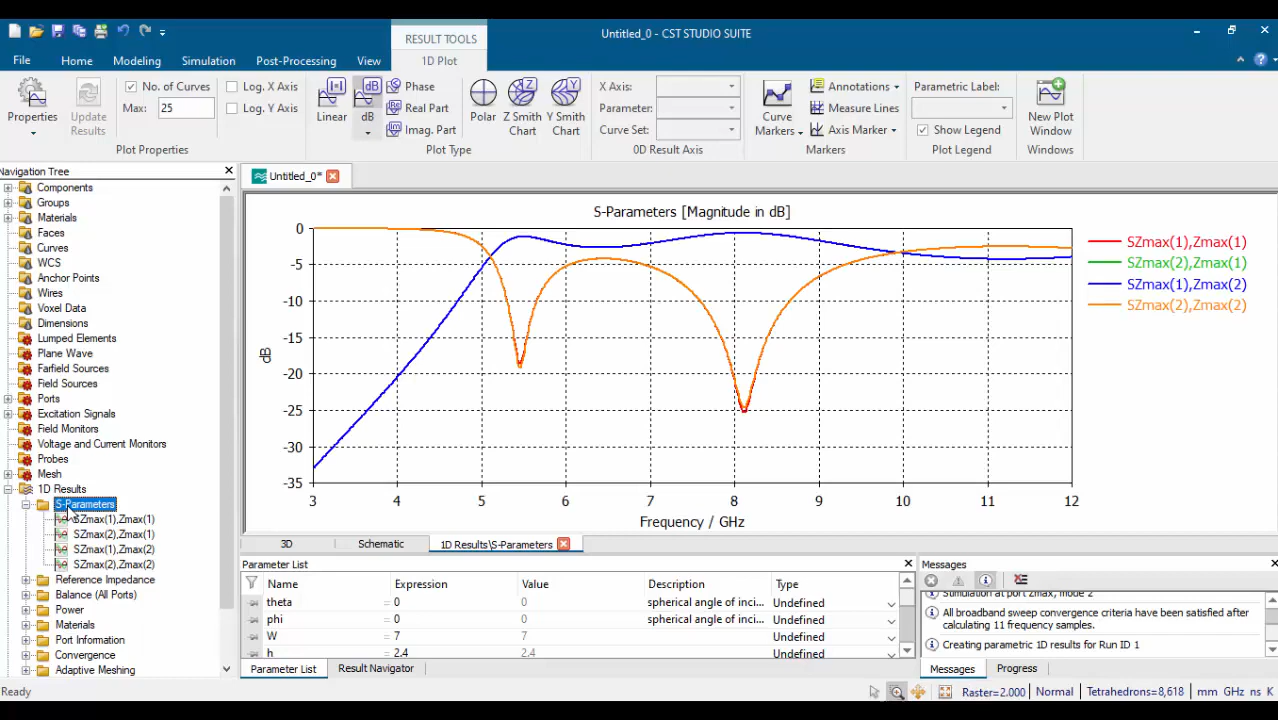 RESULT TOOLS
Untitled_0 - CST STUDIO SUITE
File Home Modeling Simulation Post-Processing View 1D Plot
Properties
Update Results
No. of Curves
Max: 25
Log. X Axis
Log. Y Axis
Plot Properties
Linear
dB
Phase
Real Part
Imag. Part
Polar
Z Smith Chart
Y Smith Chart
Plot Type
X Axis:
Parameter:
Curve Set:
0D Result Axis
Curve Markers
Annotations
Measure Lines
Axis Marker
Markers
Parametric Label:
Show Legend
Plot Legend
New Plot Window
Windows
Navigation Tree
Components
Groups
Materials
Faces
Curves
WCS
Anchor Points
Wires
Voxel Data
Dimensions
Lumped Elements
Plane Wave
Farfield Sources
Field Sources
Ports
Excitation Signals
Field Monitors
Voltage and Current Monitors
Probes
Mesh
1D Results
S-Parameters
SZmax(1),Zmax(1)
SZmax(2),Zmax(1)
SZmax(1),Zmax(2)
SZmax(2),Zmax(2)
Reference Impedance
Balance (All Ports)
Power
Materials
Port Information
Convergence
Adaptive Meshing
Untitled_0*
S-Parameters [Magnitude in dB]
0
-5
-10
-15
-20
-25
-30
-35
dB
3 4 5 6 7 8 9 10 11 12
Frequency / GHz
SZmax(1),Zmax(1)
SZmax(2),Zmax(1)
SZmax(1),Zmax(2)
SZmax(2),Zmax(2)
3D Schematic 1D Results\S-Parameters
Parameter List
Name Expression Value Description Type
theta = 0 0 spherical angle of inci... Undefined
phi = 0 0 spherical angle of inci... Undefined
W = 7 7 Undefined
h = 2.4 2.4 Undefined
Parameter List Result Navigator
Messages
Stimulation at port Zmax, mode 2
All broadband sweep convergence criteria have been satisfied after
calculating 11 frequency samples.
Creating parametric 1D results for Run ID 1
Messages Progress
Ready
Raster=2.000 Normal Tetrahedrons=8,618 mm GHz ns K